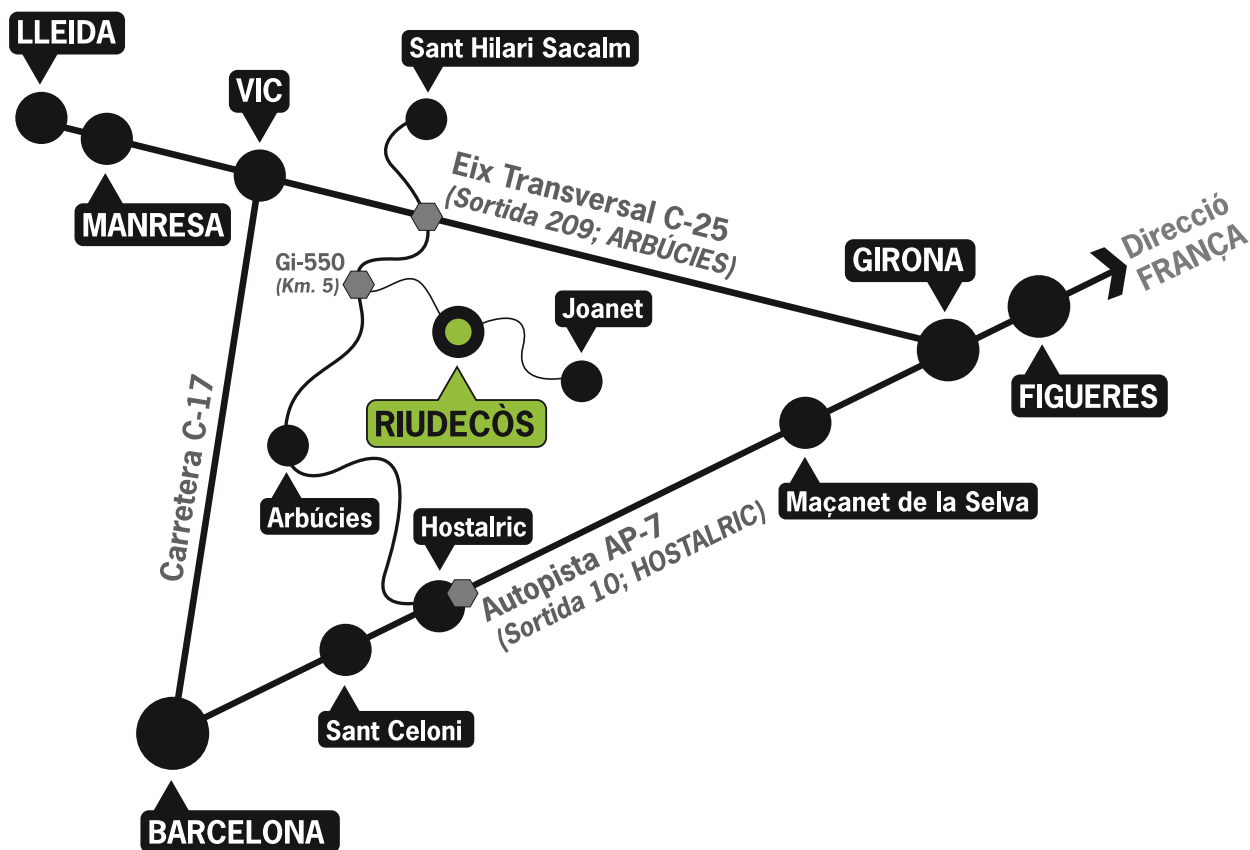 LLEIDA
Sant Hilari Sacalm
VIC
MANRESA
Eix Transversal C-25
(Sortida 209; ARBÚCIES)
Direcció
FRANÇA
GIRONA
Gi-550
(Km. 5)
Joanet
FIGUERES
RIUDECÒS
Carretera C-17
Maçanet de la Selva
Arbúcies
Hostalric
Autopista AP-7
(Sortida 10; HOSTALRIC)
Sant Celoni
BARCELONA